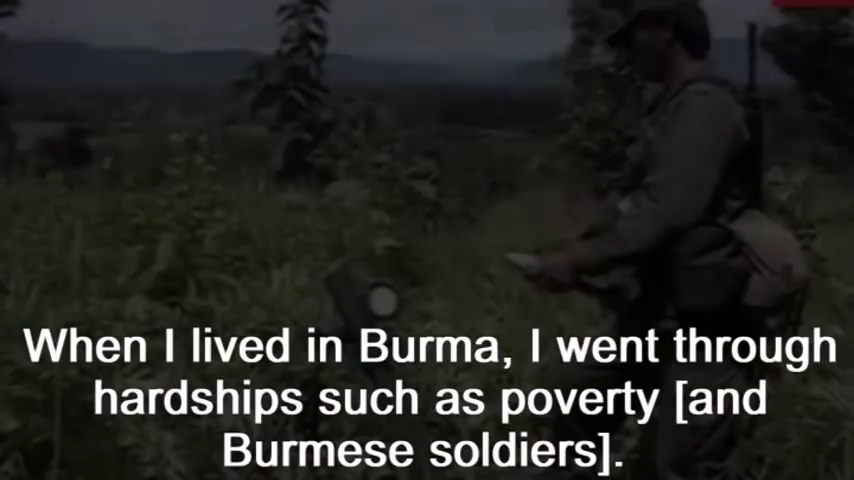 When I lived in Burma, I went through
hardships such as poverty [and
Burmese soldiers].